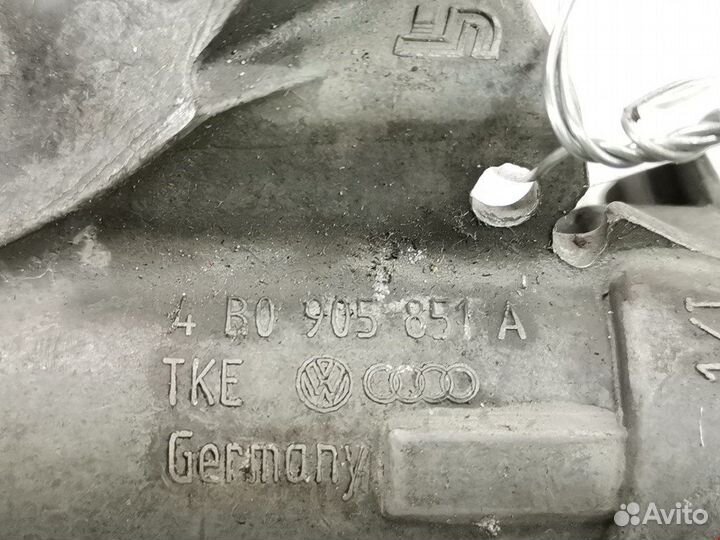 4 B0 905 851 A
TKE
Germany
Avito